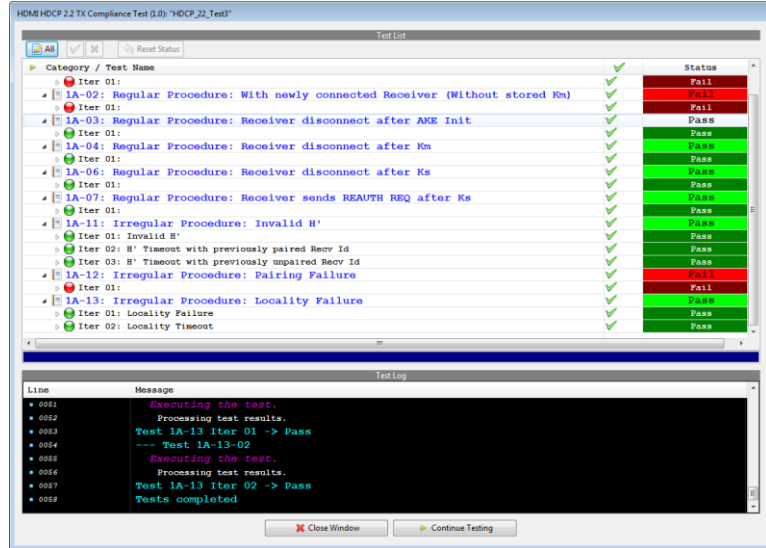 HDMI HDCP 2.2 TX Compliance Test (1.0): "HDCP_22_Test3"
Test List
All Reset Status
Category / Test Name Status
Iter 01: Fail
1A-02: Regular Procedure: With newly connected Receiver (Without stored Km) Fail
Iter 01: Fail
1A-03: Regular Procedure: Receiver disconnect after AKE Init Pass
Iter 01: Pass
1A-04: Regular Procedure: Receiver disconnect after Km Pass
Iter 01: Pass
1A-06: Regular Procedure: Receiver disconnect after Ks Pass
Iter 01: Pass
1A-07: Regular Procedure: Receiver sends REAUTH REQ after Ks Pass
Iter 01: Pass
1A-11: Irregular Procedure: Invalid H' Pass
Iter 01: Invalid H' Pass
Iter 02: H' Timeout with previously paired Recv Id Pass
Iter 03: H' Timeout with previously unpaired Recv Id Pass
1A-12: Irregular Procedure: Pairing Failure Fail
Iter 01: Fail
1A-13: Irregular Procedure: Locality Failure Pass
Iter 01: Locality Failure Pass
Iter 02: Locality Timeout Pass
Test Log
Line Message
0051 Executing the test.
0052 Processing test results.
0053 Test 1A-13 Iter 01 -> Pass
0054 --- Test 1A-13-02
0055 Executing the test.
0056 Processing test results.
0057 Test 1A-13 Iter 02 -> Pass
0058 Tests completed
Close Window Continue Testing